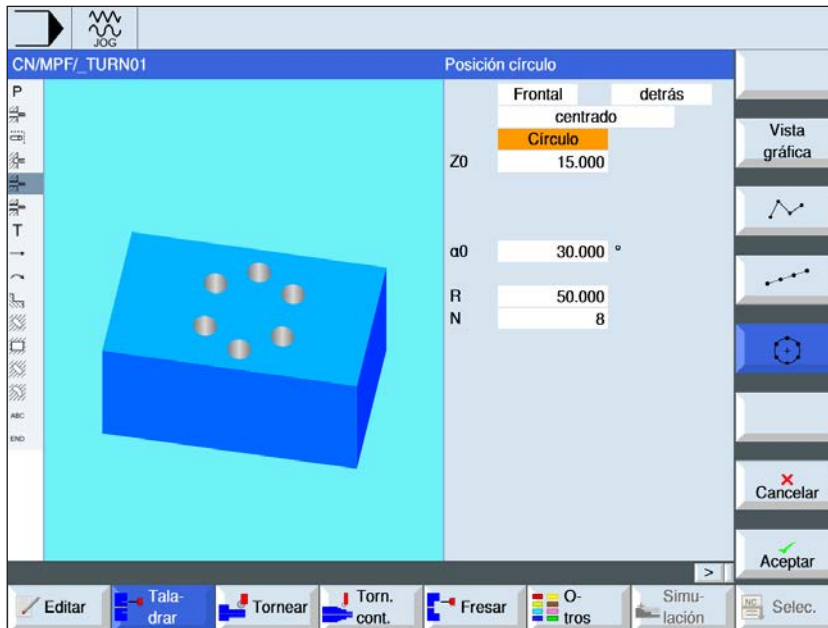 JOG
CN/MPF/_TURN01
Posición círculo
P
T
ABC
END
Frontal detrás
centrado
Círculo
Z0 15.000
α0 30.000 °
R 50.000
N 8
Vista
gráfica
Cancelar
Aceptar
>
Editar
Tala-
drar
Tornear
Torn.
cont.
Fresar
O-
tros
Simu-
lación
NC
Selec.